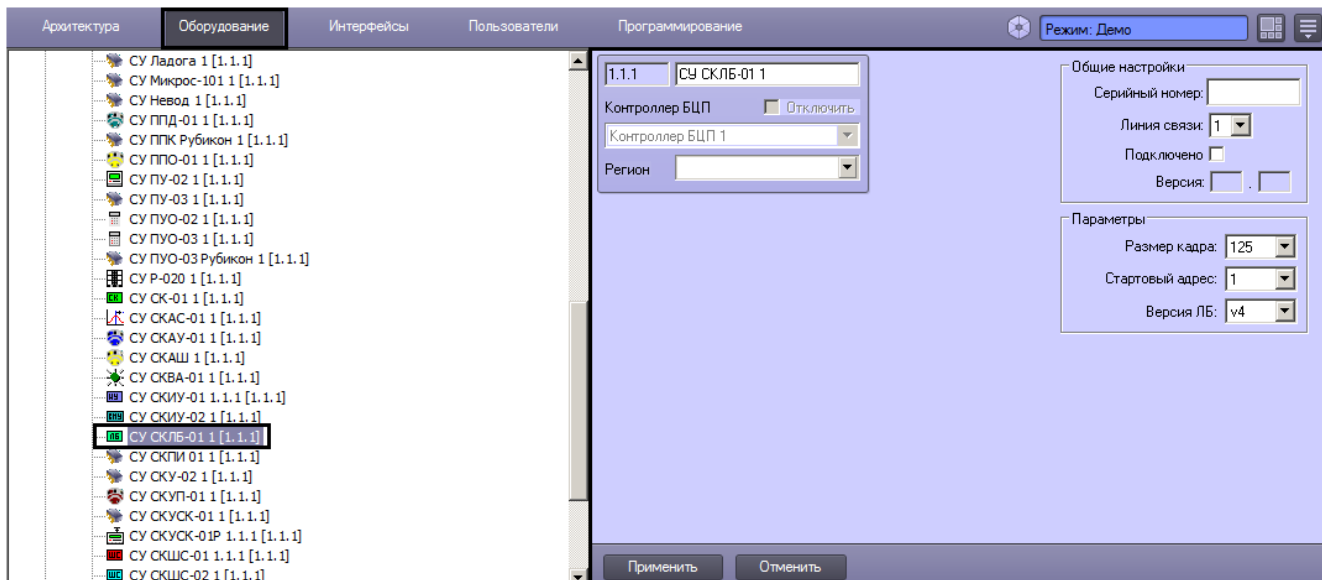 Архитектура Оборудование Интерфейсы Пользователи Программирование Режим: Демо
СУ Ладога 1 [1.1.1]
СУ Микрос-101 1 [1.1.1]
СУ Невод 1 [1.1.1]
СУ ППД-01 1 [1.1.1]
СУ ППК Рубикон 1 [1.1.1]
СУ ППО-01 1 [1.1.1]
СУ ПУ-02 1 [1.1.1]
СУ ПУ-03 1 [1.1.1]
СУ ПУО-02 1 [1.1.1]
СУ ПУО-03 1 [1.1.1]
СУ ПУО-03 Рубикон 1 [1.1.1]
СУ Р-020 1 [1.1.1]
СК СУ СК-01 1 [1.1.1]
СУ СКАС-01 1 [1.1.1]
СУ СКАУ-01 1 [1.1.1]
СУ СКАШ 1 [1.1.1]
СУ СКВА-01 1 [1.1.1]
ИУ СУ СКИУ-01 1.1.1 [1.1.1]
СУ СКИУ-02 1 [1.1.1]
ЛБ СУ СКЛБ-01 1 [1.1.1]
СУ СКПИ 01 1 [1.1.1]
СУ СКУ-02 1 [1.1.1]
СУ СКУП-01 1 [1.1.1]
СУ СКУСК-01 1 [1.1.1]
СУ СКУСК-01Р 1.1.1 [1.1.1]
ШС СУ СКШС-01 1.1.1 [1.1.1]
ШС СУ СКШС-02 1 [1.1.1]
1.1.1 СУ СКЛБ-01 1
Контроллер БЦП Отключить
Контроллер БЦП 1
Регион
Общие настройки
Серийный номер:
Линия связи: 1
Подключено
Версия: .
Параметры
Размер кадра: 125
Стартовый адрес: 1
Версия ЛБ: v4
Применить Отменить